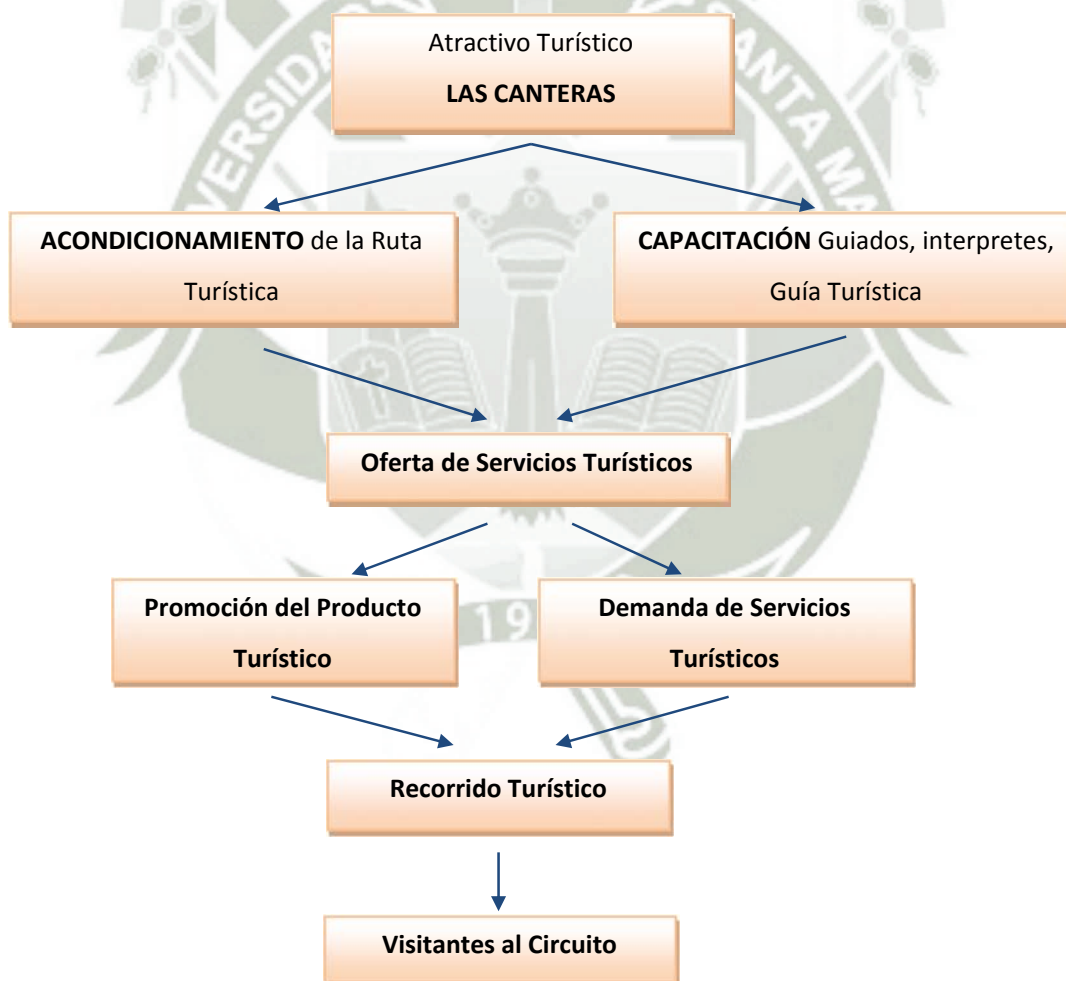 Atractivo Turístico
LAS CANTERAS
ACONDICIONAMIENTO de la Ruta
Turística
CAPACITACIÓN Guiados, interpretes,
Guía Turística
Oferta de Servicios Turísticos
Promoción del Producto
Turístico
Demanda de Servicios
Turísticos
Recorrido Turístico
Visitantes al Circuito